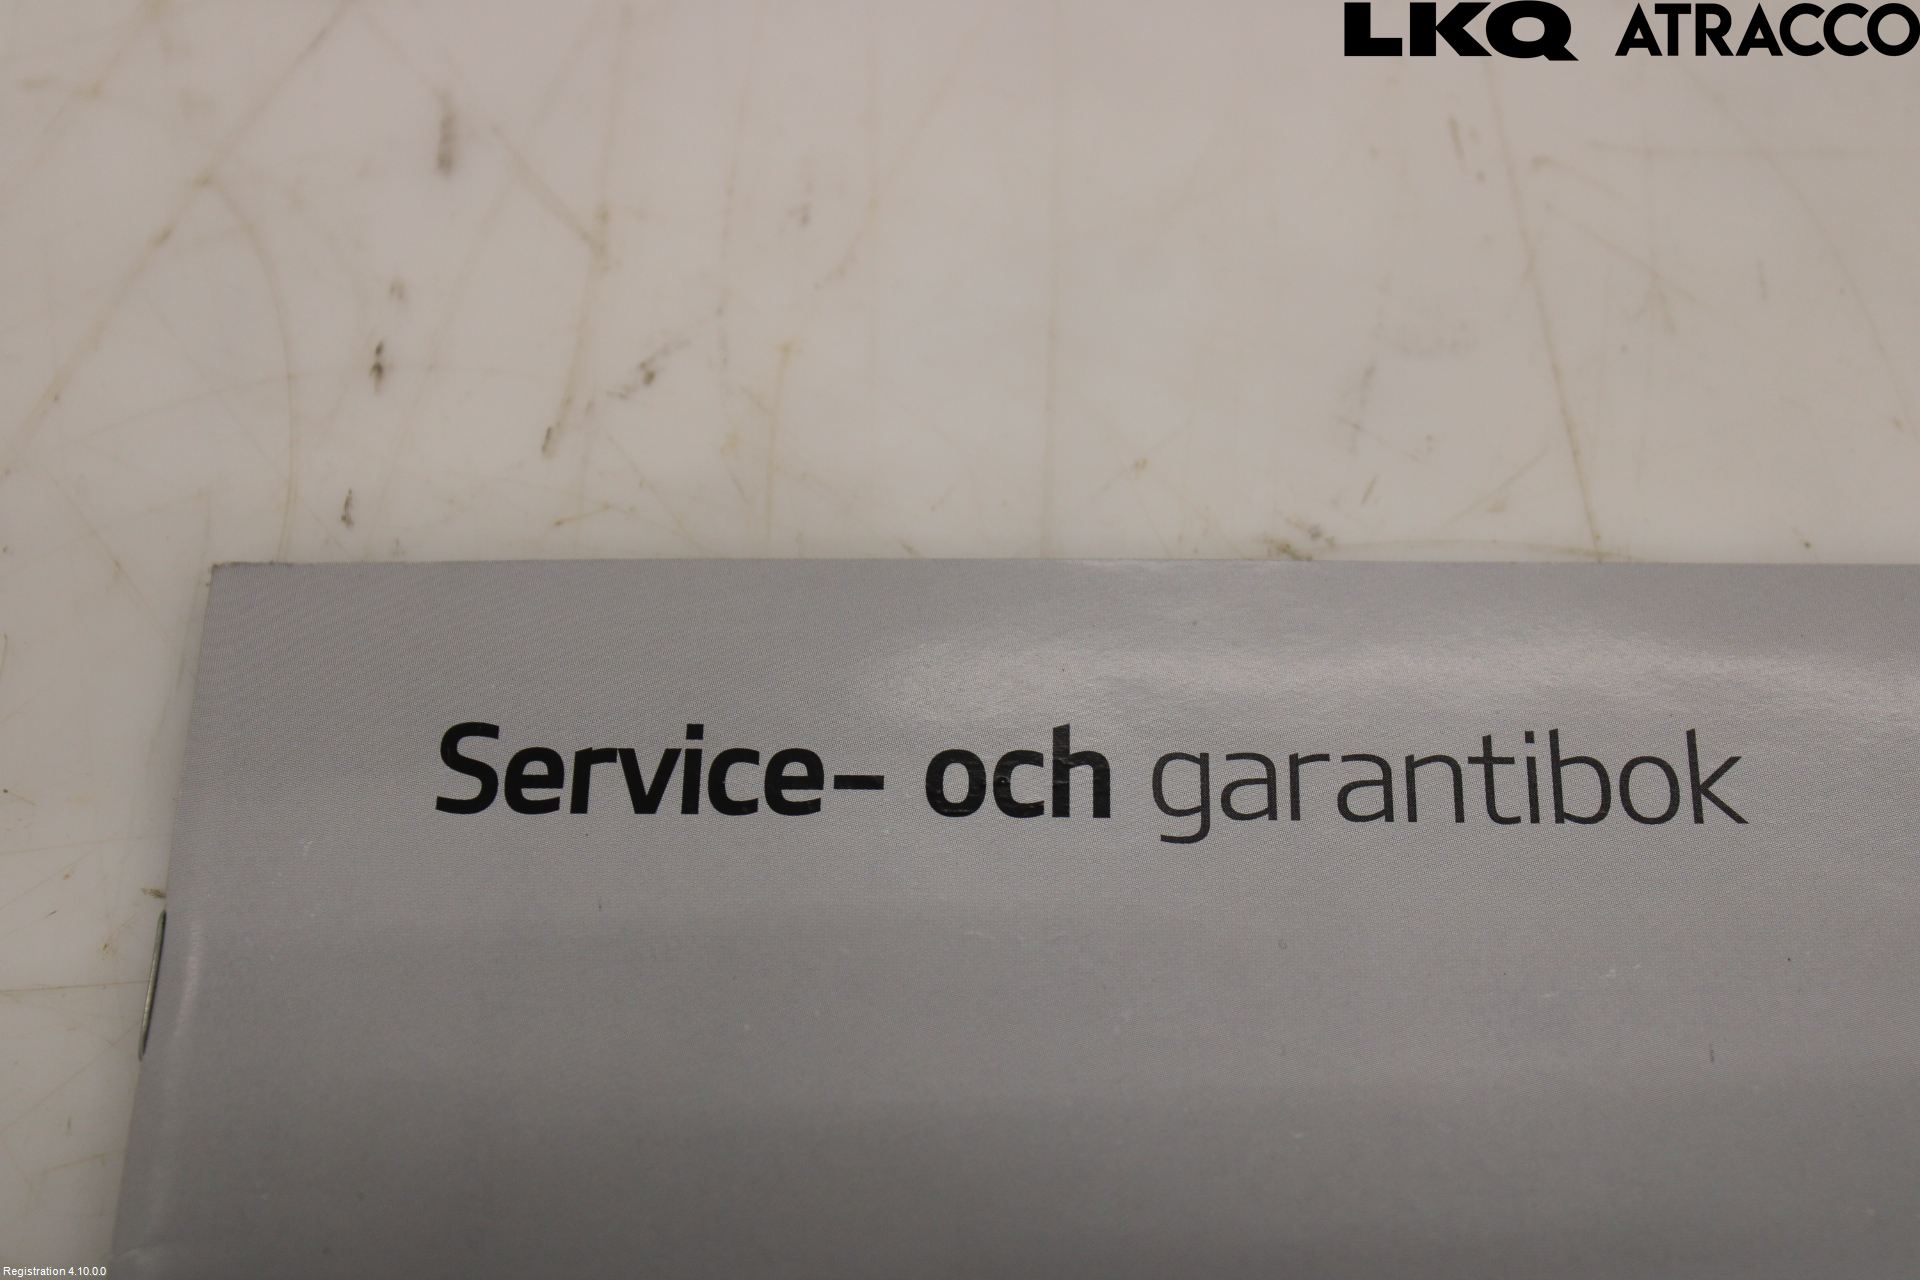 LKQ ATRACCO
Service- och garantibok
Registration 4.10.0.0